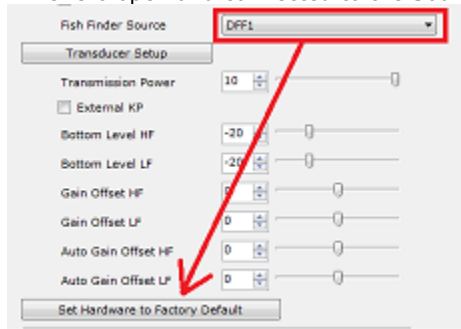 Fish Finder Source DFF1
Transducer Setup
Transmission Power 10
External KP
Bottom Level HF -20
Bottom Level LF -20
Gain Offset HF
Gain Offset LF 0
Auto Gain Offset HF 0
Auto Gain Offset LF 0
Set Hardware to Factory Default